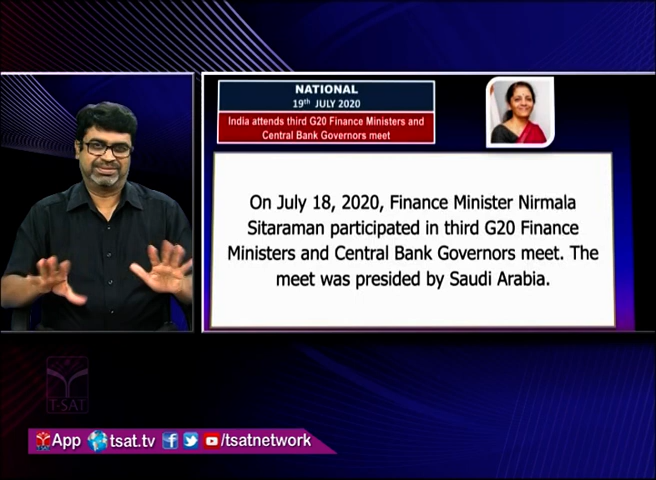 NATIONAL
19th JULY 2020
India attends third G20 Finance Ministers and
Central Bank Governors meet
On July 18, 2020, Finance Minister Nirmala
Sitaraman participated in third G20 Finance
Ministers and Central Bank Governors meet. The
meet was presided by Saudi Arabia.
T-SAT
App tsat.tv /tsatnetwork